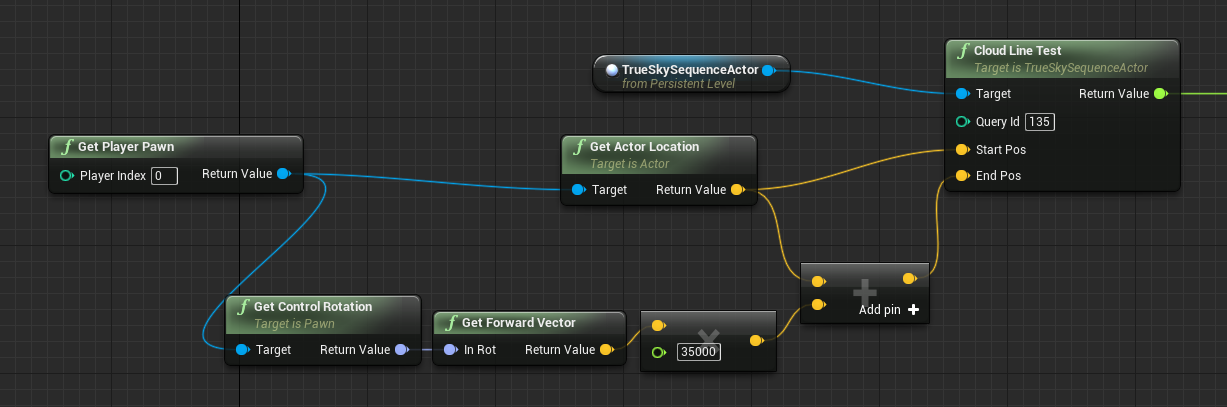 Cloud Line Test
Target is TrueSkySequenceActor
TrueSkySequenceActor
from Persistent Level
Target Return Value
Query Id 135
Start Pos
End Pos
Get Player Pawn
Player Index 0 Return Value
Get Actor Location
Target is Actor
Target Return Value
Get Control Rotation
Target is Pawn
Target Return Value
Get Forward Vector
In Rot Return Value
35000
Add pin